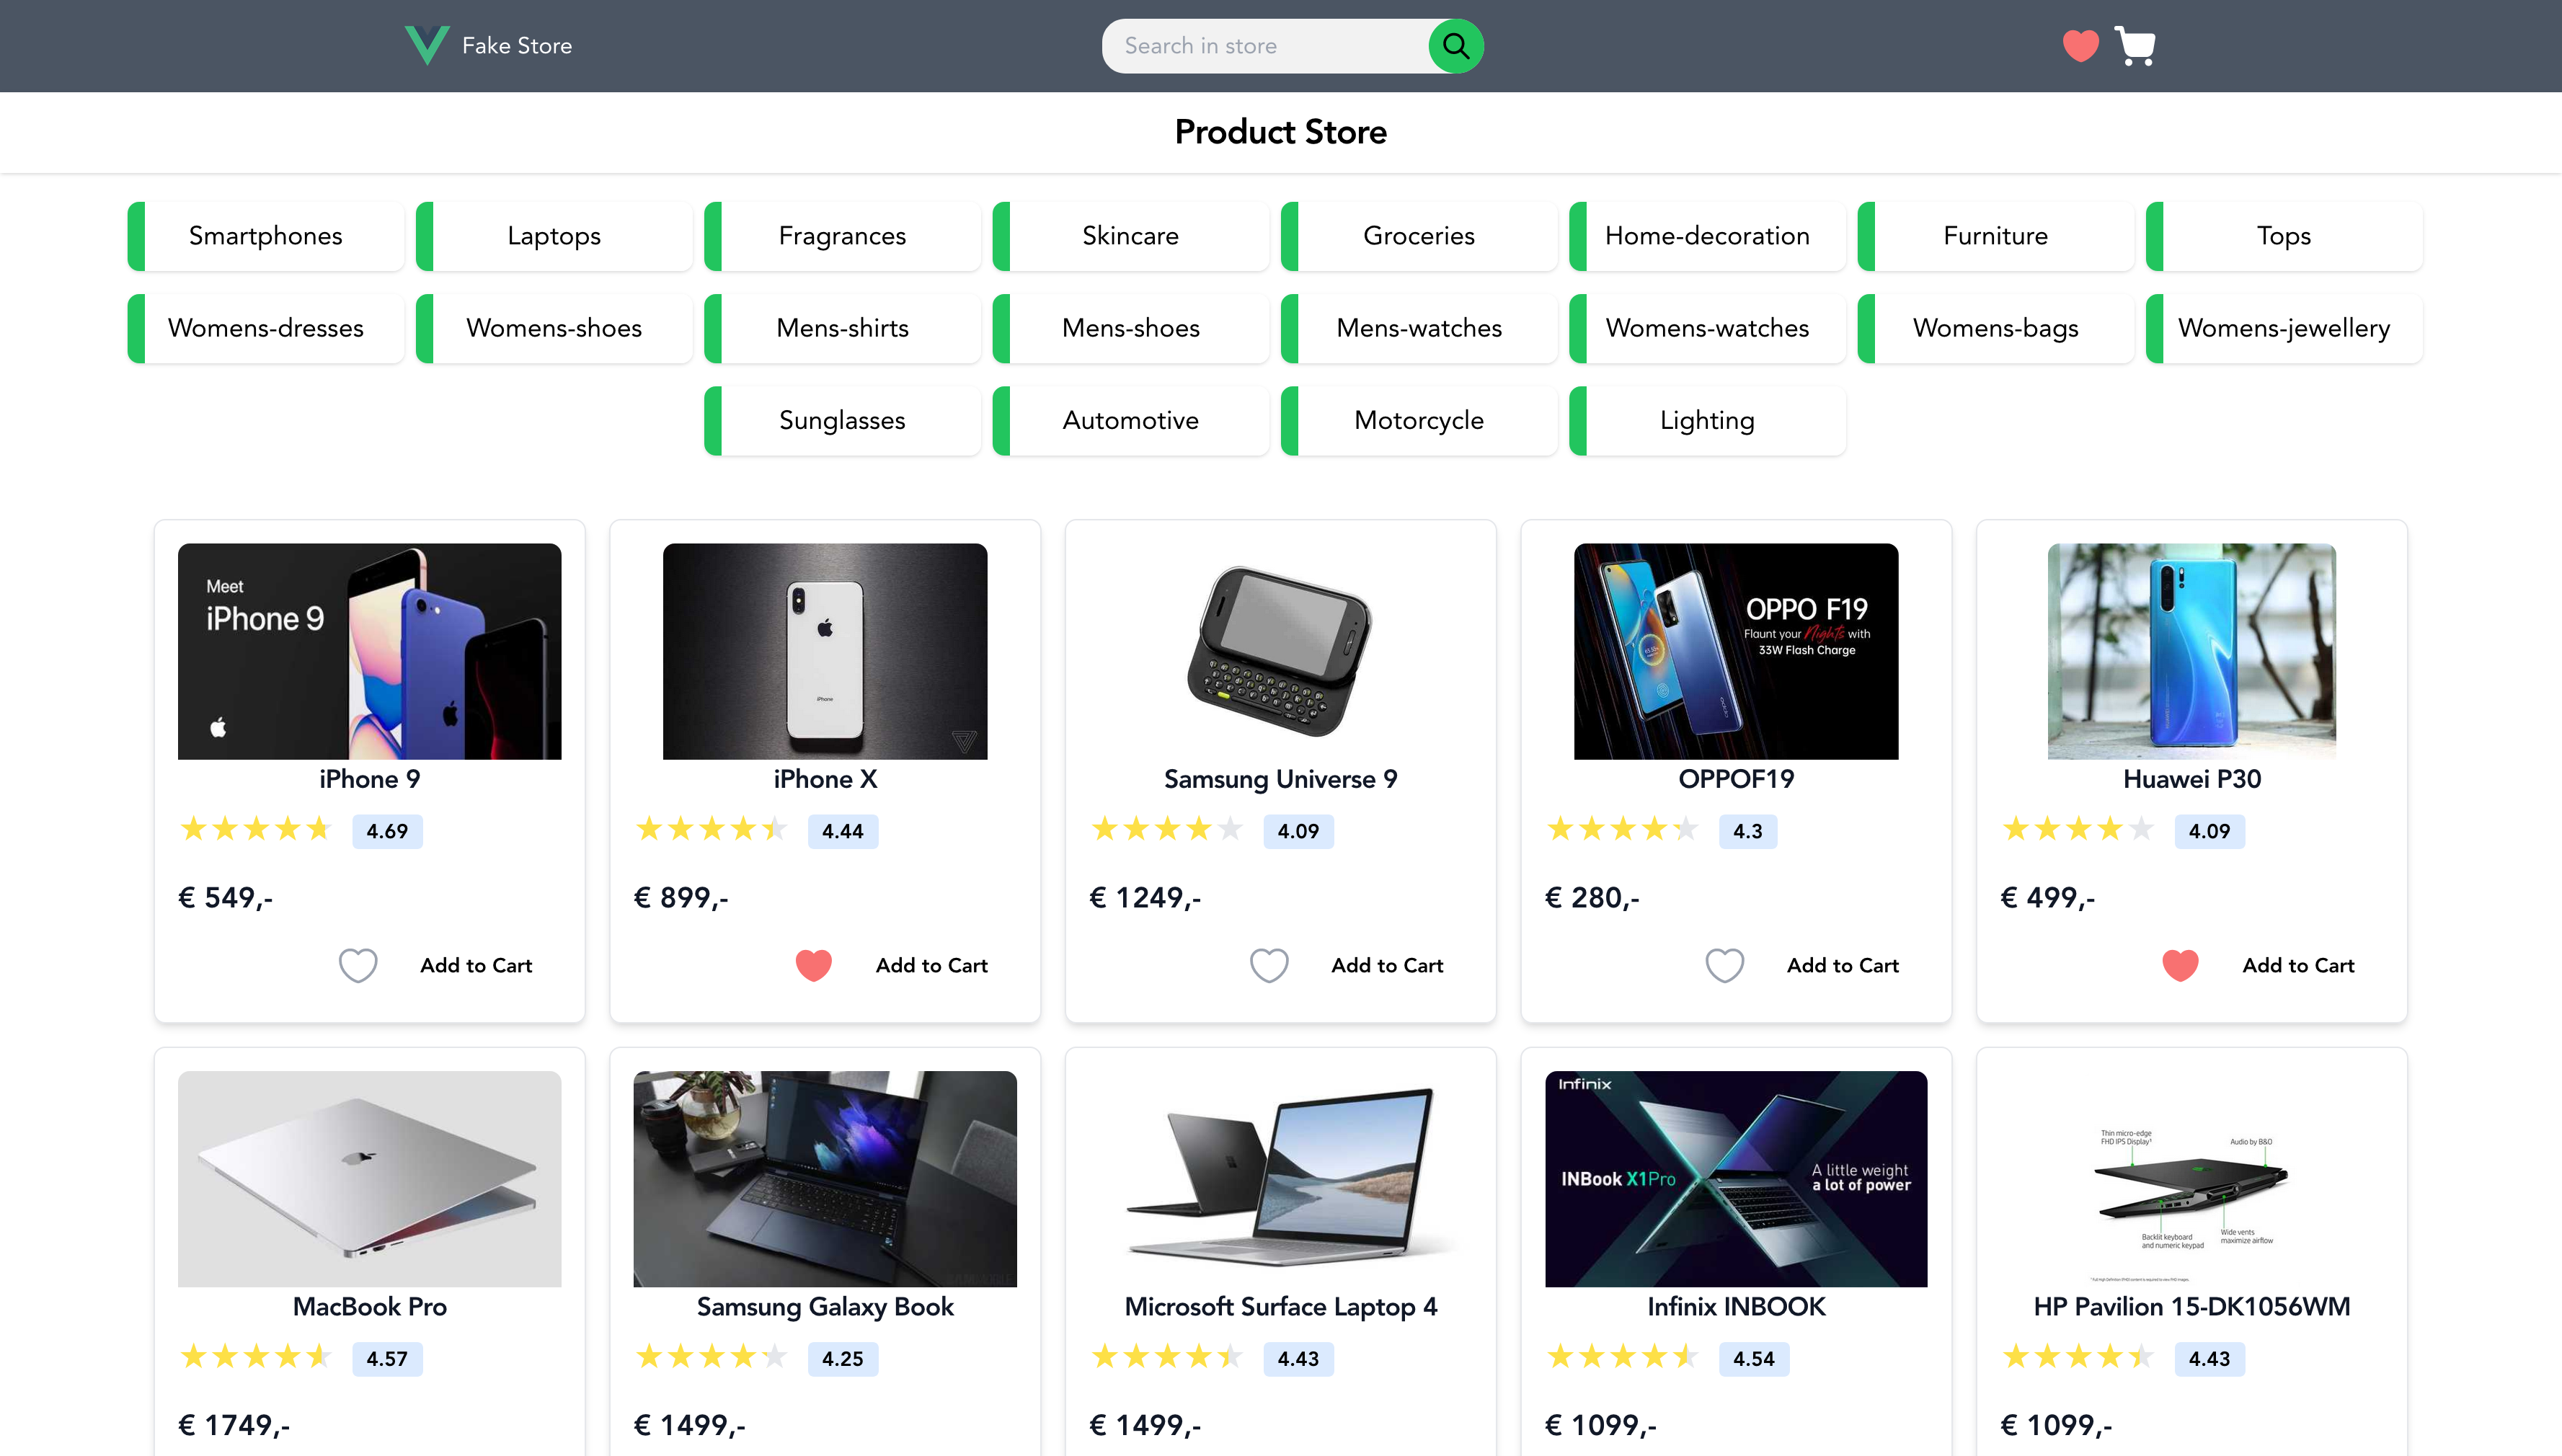 Fake Store
Search in store
Product Store
Smartphones
Laptops
Fragrances
Skincare
Groceries
Home-decoration
Furniture
Tops
Womens-dresses
Womens-shoes
Mens-shirts
Mens-shoes
Mens-watches
Womens-watches
Womens-bags
Womens-jewellery
Sunglasses
Automotive
Motorcycle
Lighting
Meet
iPhone 9
iPhone 9
4.69
€ 549,-
Add to Cart
iPhone
iPhone X
4.44
€ 899,-
Add to Cart
Samsung Universe 9
4.09
€ 1249,-
Add to Cart
OPPO F19
Flaunt your Nights with
33W Flash Charge
OPPOF19
4.3
€ 280,-
Add to Cart
Huawei P30
4.09
€ 499,-
Add to Cart
MacBook Pro
4.57
€ 1749,-
Samsung Galaxy Book
4.25
€ 1499,-
Microsoft Surface Laptop 4
4.43
€ 1499,-
Infinix
INBook X1Pro
A little weight
a lot of power
Infinix INBOOK
4.54
€ 1099,-
Thin micro-edge
FHD IPS Display
Audio by B&O
Backlit keyboard
and numeric keypad
Wide vents
maximize airflow
HP Pavilion 15-DK1056WM
4.43
€ 1099,-